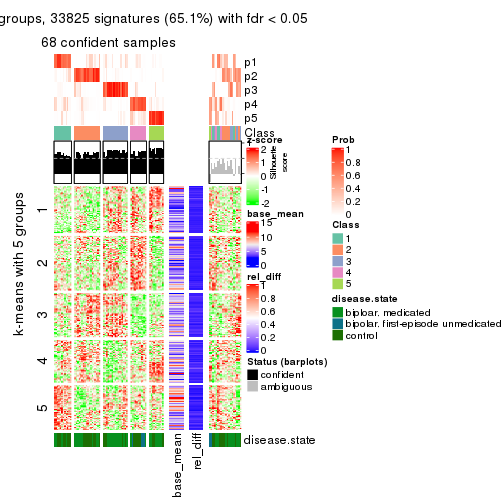 groups, 33825 signatures (65.1%) with fdr < 0.05
68 confident samples
p1
p2
p3
p4
p5
Class
z-score
2
1
0
-1
-2
Silhouette
score
1
2
3
4
5
k-means with 5 groups
base_mean
15
10
5
0
rel_diff
1
0.8
0.6
0.4
0.2
0
Status (barplots)
confident
ambiguous
Prob
1
0.8
0.6
0.4
0.2
0
Class
1
2
3
4
5
disease.state
bipolar. medicated
bipolar. first-episode unmedicated
control
disease.state
base_mean
rel_diff